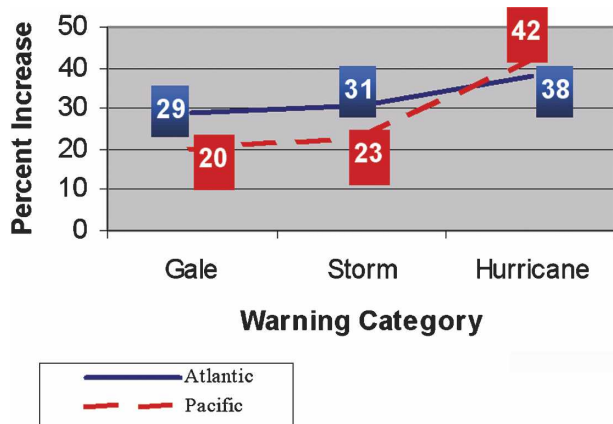 Percent Increase
50
40
30
20
10
0
29
31
38
20
23
42
Gale Storm Hurricane
Warning Category
Atlantic
Pacific